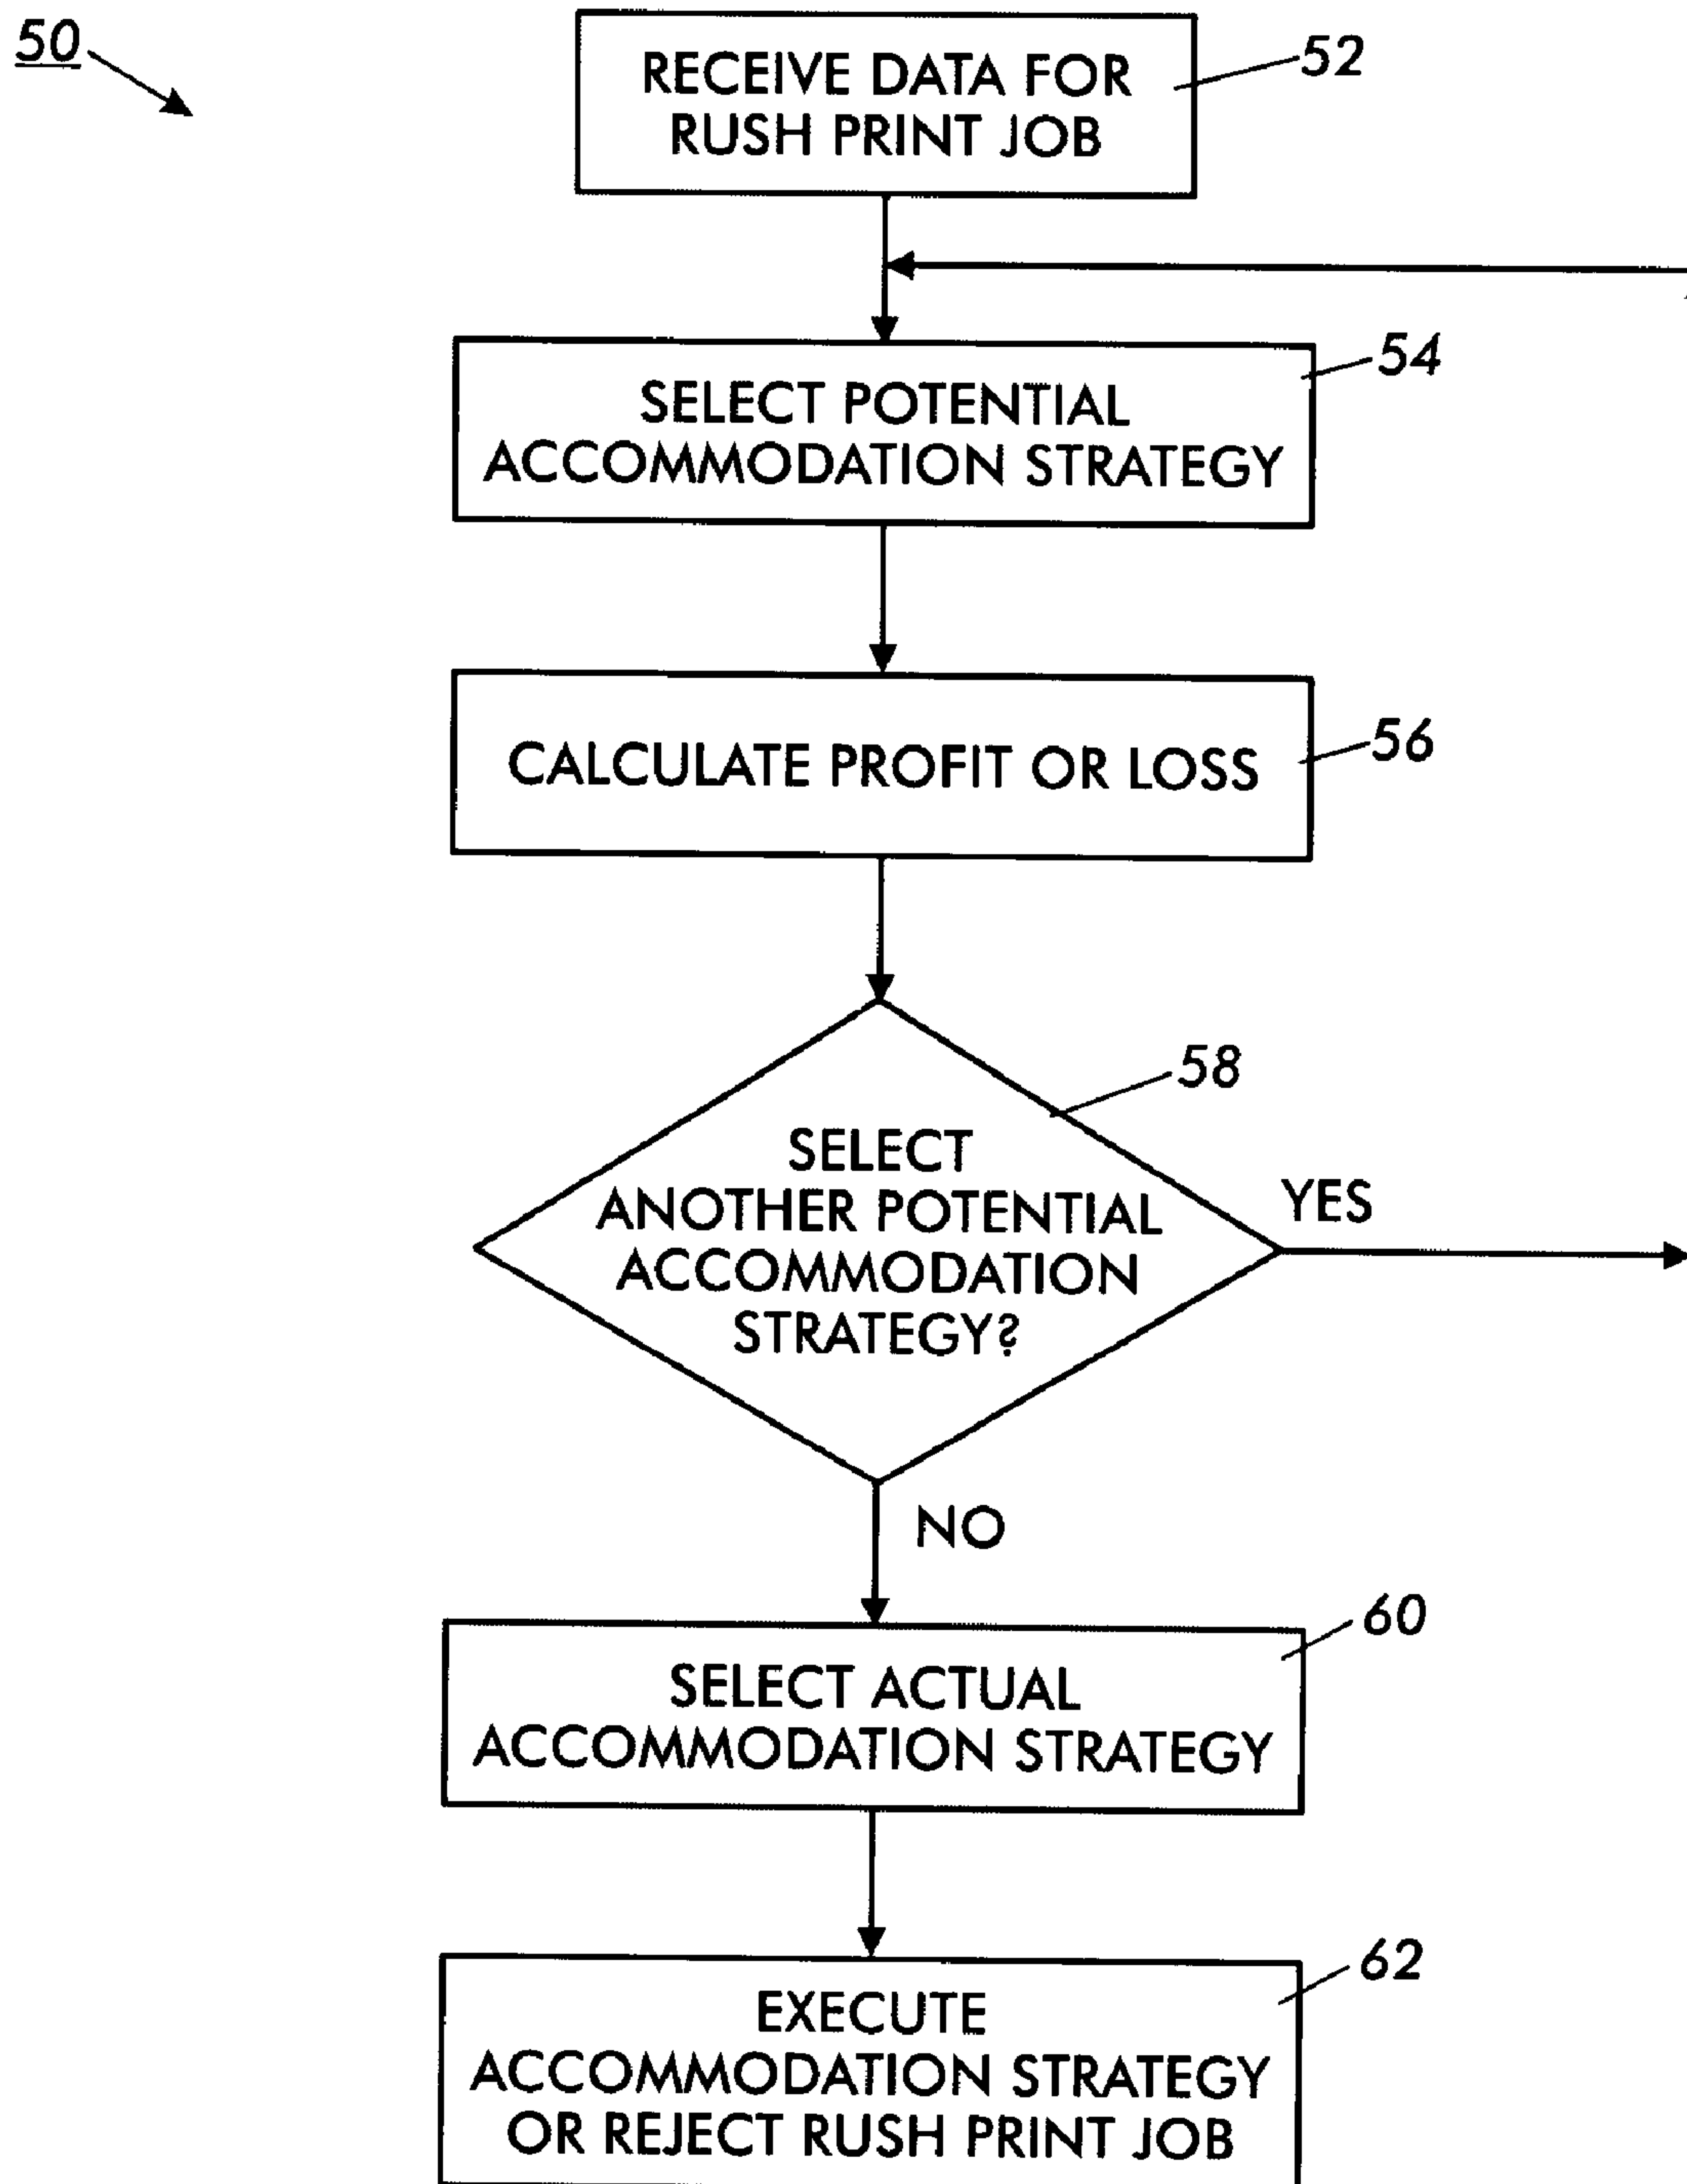 50
RECEIVE DATA FOR
RUSH PRINT JOB
52
SELECT POTENTIAL
ACCOMMODATION STRATEGY
54
CALCULATE PROFIT OR LOSS
56
58
SELECT
ANOTHER POTENTIAL
ACCOMMODATION
STRATEGY?
YES
NO
60
SELECT ACTUAL
ACCOMMODATION STRATEGY
62
EXECUTE
ACCOMMODATION STRATEGY
OR REJECT RUSH PRINT JOB